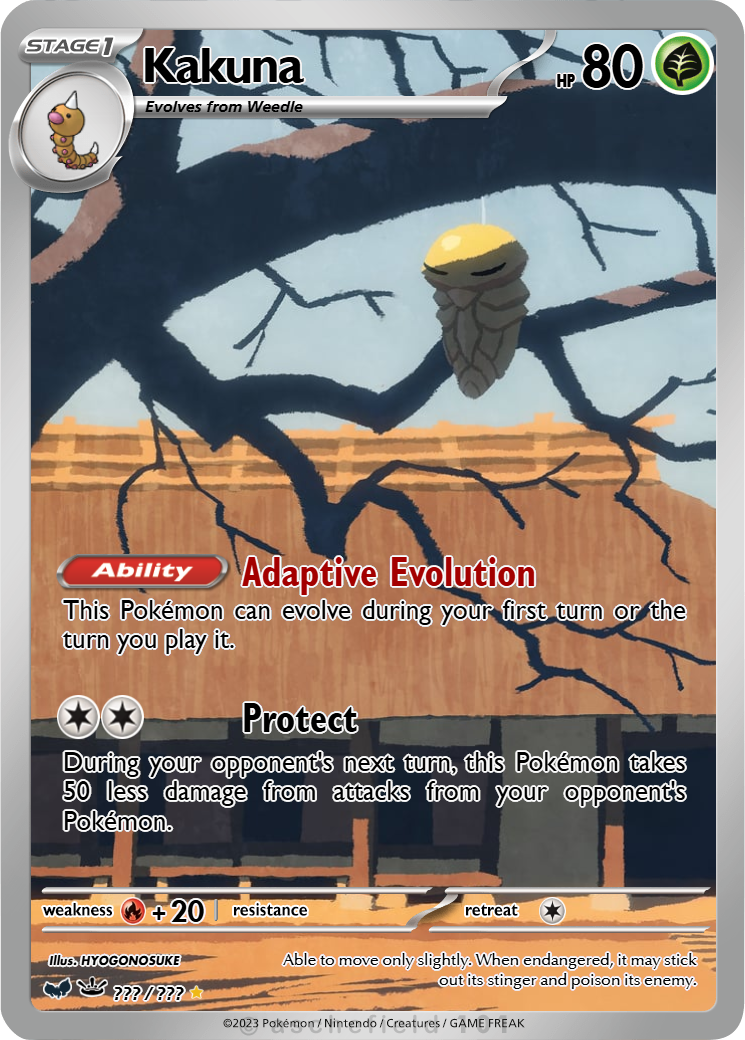 STAGE1
Kakuna
HP 80
Evolves from Weedle
Ability Adaptive Evolution
This Pokémon can evolve during your first turn or the
turn you play it.
Protect
During your opponent's next turn, this Pokémon takes
50 less damage from attacks from your opponent's
Pokémon.
weakness +20 resistance retreat
Illus. HYOGONOSUKE
Able to move only slightly. When endangered, it may stick
out its stinger and poison its enemy.
???/???
©2023 Pokémon / Nintendo / Creatures / GAME FREAK